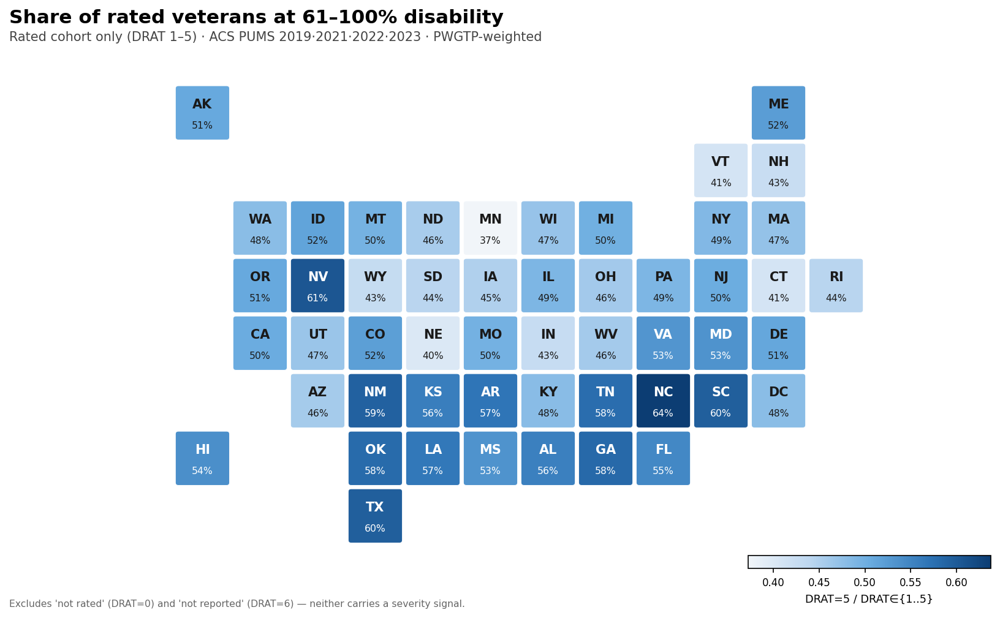 Share of rated veterans at 61–100% disability
Rated cohort only (DRAT 1–5) · ACS PUMS 2019·2021·2022·2023 · PWGTP-weighted
AK ME
51% 52%
VT NH
41% 43%
WA ID MT ND MN WI MI NY MA
48% 52% 50% 46% 37% 47% 50% 49% 47%
OR NV WY SD IA IL OH PA NJ CT RI
51% 61% 43% 44% 45% 49% 46% 49% 50% 41% 44%
CA UT CO NE MO IN WV VA MD DE
50% 47% 52% 40% 50% 43% 46% 53% 53% 51%
AZ NM KS AR KY TN NC SC DC
46% 59% 56% 57% 48% 58% 64% 60% 48%
HI OK LA MS AL GA FL
54% 58% 57% 53% 56% 58% 55%
TX
60%
0.40 0.45 0.50 0.55 0.60
DRAT=5 / DRAT∈{1..5}
Excludes 'not rated' (DRAT=0) and 'not reported' (DRAT=6) — neither carries a severity signal.